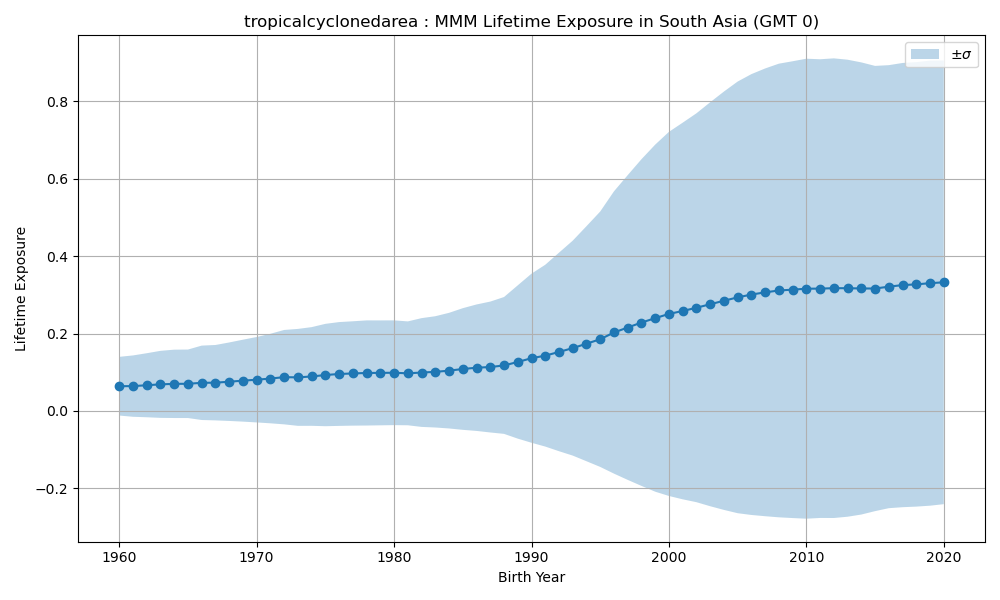 tropicalcyclonedarea : MMM Lifetime Exposure in South Asia (GMT 0)
±σ
0.8
0.6
0.4
0.2
0.0
−0.2
Lifetime Exposure
1960 1970 1980 1990 2000 2010 2020
Birth Year